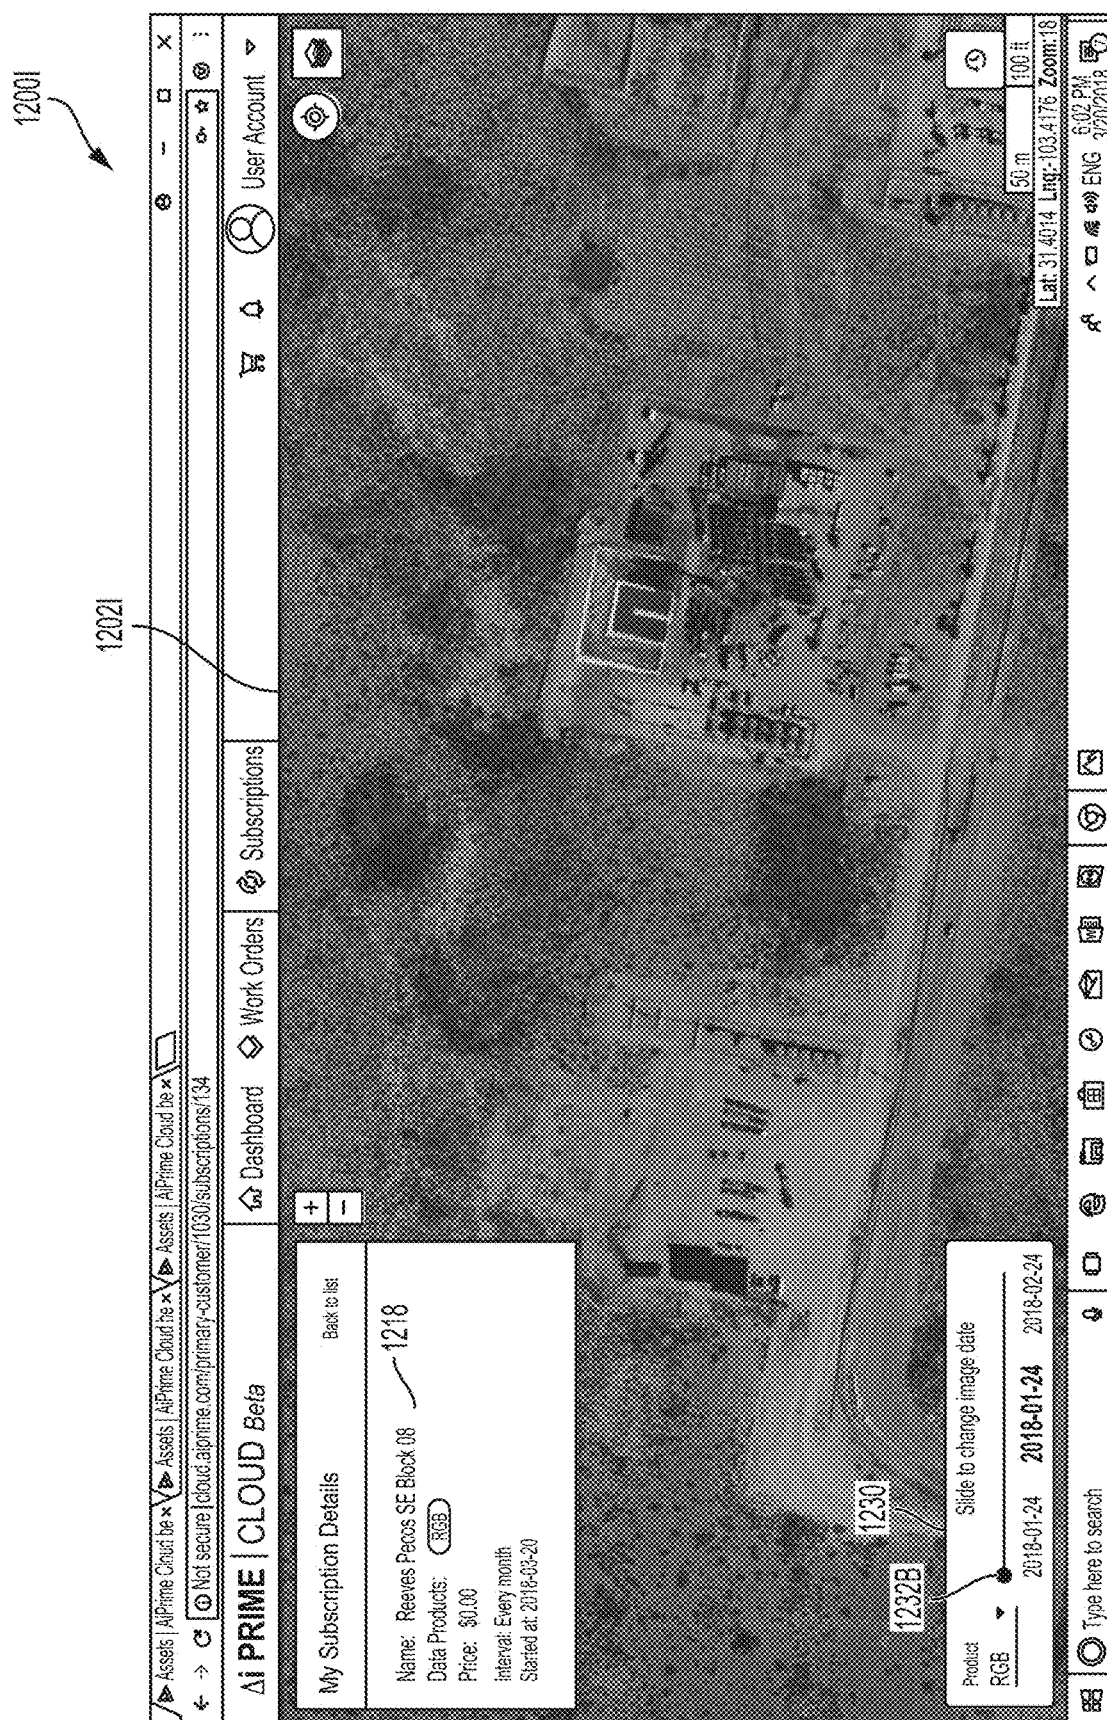 1200I
1202I
Assets | AiPrime Cloud be × Assets | AiPrime Cloud be × Assets | AiPrime Cloud be ×
Not secure | cloud.aiprime.com/primary-customer/1030/subscriptions/134
Ai PRIME | CLOUD Beta
Dashboard
Work Orders
Subscriptions
User Account
My Subscription Details
Back to list
+
−
Name: Reeves Pecos SE Block 08
1218
Data Products: RGB
Price: $0.00
Interval: Every month
Started at: 2018-03-20
1232B
1230
Product
Slide to change image date
RGB
2018-01-24 2018-01-24 2018-02-24
50 m
100 ft
Lat: 31.4014 Lng:-103.4176 Zoom:18
Type here to search
ENG
6:02 PM
3/20/2018